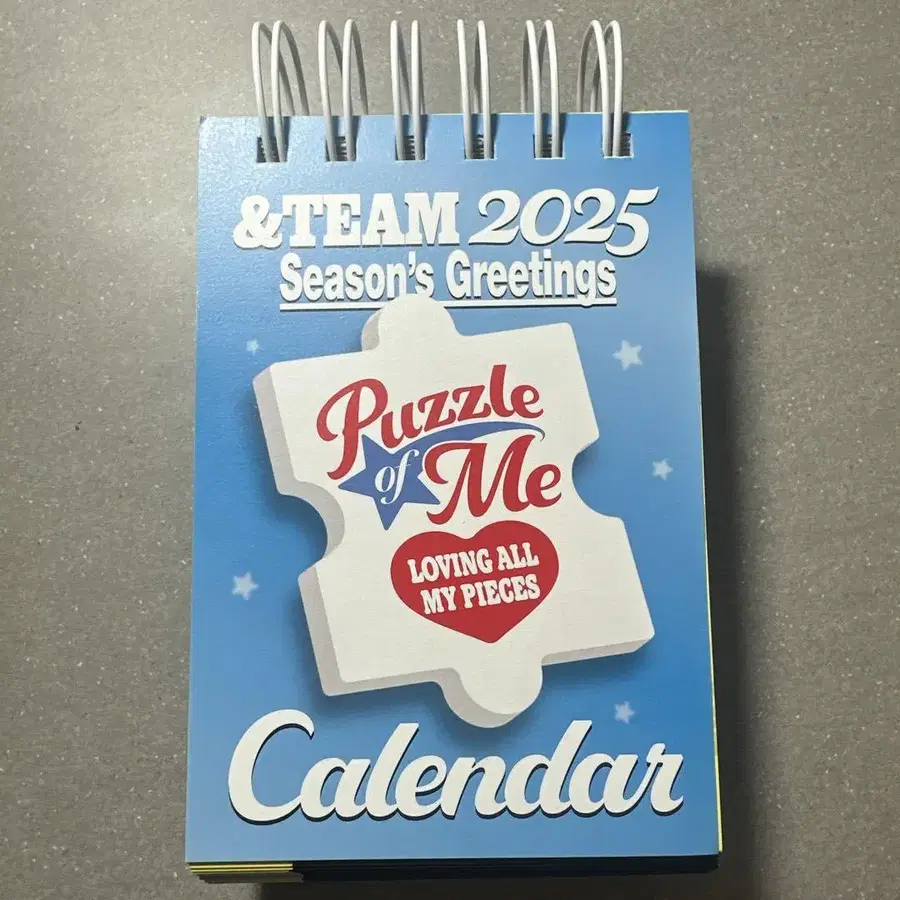 &TEAM 2025
Season's Greetings
Puzzle
of Me
LOVING ALL
MY PIECES
Calendar